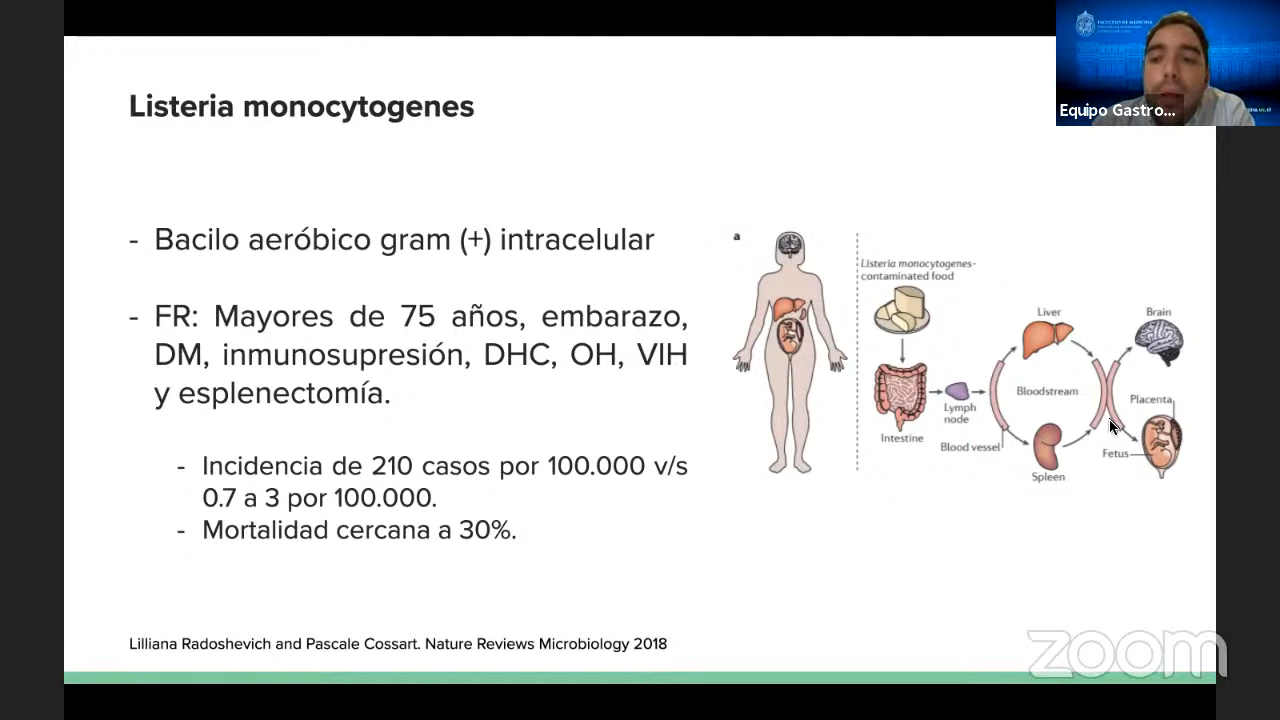 Listeria monocytogenes
- Bacilo aeróbico gram (+) intracelular
- FR: Mayores de 75 años, embarazo,
DM, inmunosupresión, DHC, OH, VIH
y esplenectomía.
- Incidencia de 210 casos por 100.000 v/s
0.7 a 3 por 100.000.
- Mortalidad cercana a 30%.
a
Listeria monocytogenes-
contaminated food
Intestine
Lymph
node
Blood vessel
Liver
Bloodstream
Spleen
Brain
Placenta
Fetus
Lilliana Radoshevich and Pascale Cossart. Nature Reviews Microbiology 2018
FACULTAD DE MEDICINA
Equipo Gastro...
zoom